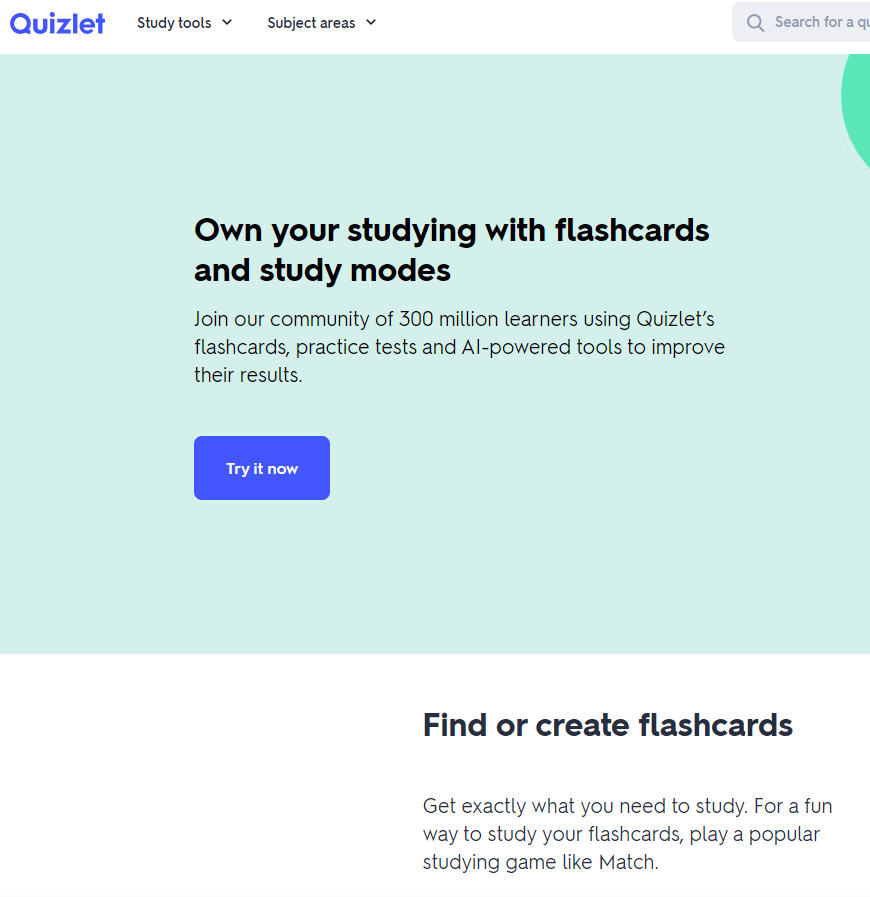 Quizlet
Study tools
Subject areas
Search for a
Own your studying with flashcards
and study modes
Join our community of 300 million learners using Quizlet’s
flashcards, practice tests and AI-powered tools to improve
their results.
Try it now
Find or create flashcards
Get exactly what you need to study. For a fun
way to study your flashcards, play a popular
studying game like Match.